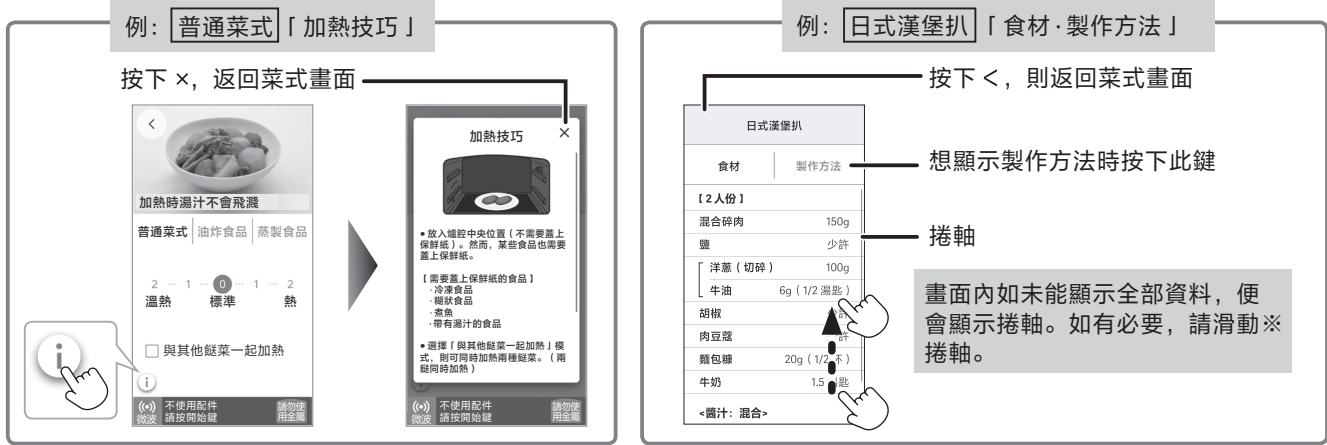 例：普通菜式「加熱技巧」
按下 ×，返回菜式畫面
加熱時湯汁不會飛濺
普通菜式 油炸食品 蒸製食品
2 … 1 … 0 … 1 … 2
溫熱 標準 熱
i
與其他餸菜一起加熱
i
微波 不使用配件 請按開始鍵
請勿使用金屬
加熱技巧 ×
● 放入爐腔中央位置（不需要蓋上
保鮮紙）。然而，某些食品也需要
蓋上保鮮紙。
【需要蓋上保鮮紙的食品】
·冷凍食品
·糊狀食品
·煮魚
·帶有湯汁的食品
● 選擇「與其他餸菜一起加熱」模
式，則可同時加熱兩種餸菜。（兩
餸同時加熱）
微波 不使用配件 請按開始鍵
請勿使用金屬
例：日式漢堡扒「食材·製作方法」
按下 <，則返回菜式畫面
日式漢堡扒
食材 製作方法
想顯示製作方法時按下此鍵
【2人份】
混合碎肉 150g
鹽 少許
洋蔥（切碎） 100g
牛油 6g（1/2 湯匙）
胡椒
肉豆蔻
麵包糠 20g（1/2
牛奶 1.5
<醬汁：混合>
捲軸
畫面內如未能顯示全部資料，便
會顯示捲軸。如有必要，請滑動※
捲軸。